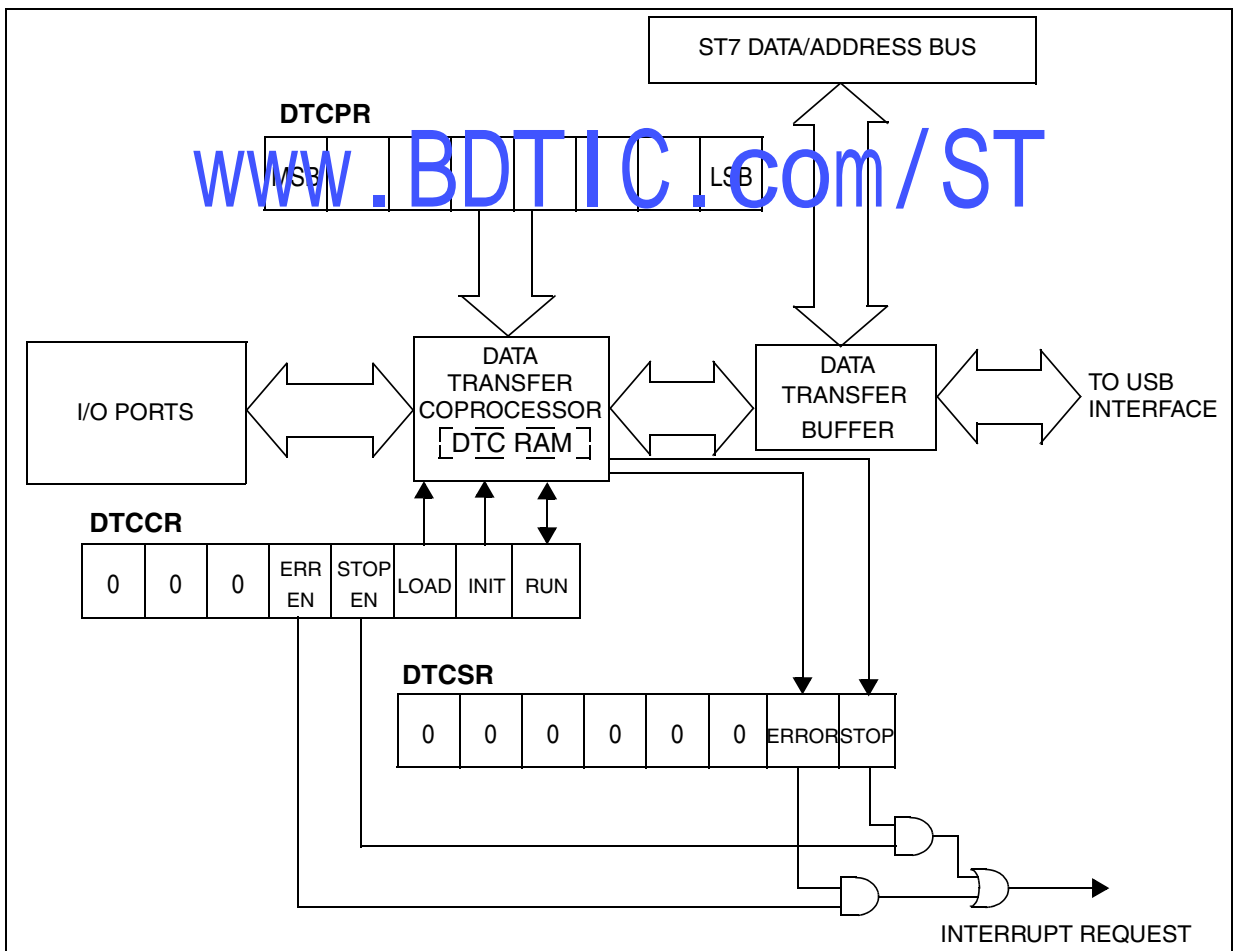 ST7 DATA/ADDRESS BUS
DTCPR
MSB LSB
www.BDTIC.com/ST
I/O PORTS
DATA
TRANSFER
COPROCESSOR
DTC RAM
DATA
TRANSFER
BUFFER
TO USB
INTERFACE
DTCCR
0 0 0 ERR EN STOP EN LOAD INIT RUN
DTCSR
0 0 0 0 0 0 ERROR STOP
INTERRUPT REQUEST